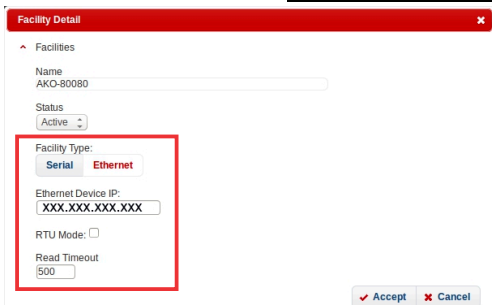 Facility Detail
Facilities
Name
AKO-80080
Status
Active
Facility Type:
Serial Ethernet
Ethernet Device IP:
XXX.XXX.XXX.XXX
RTU Mode:
Read Timeout
500
Accept Cancel